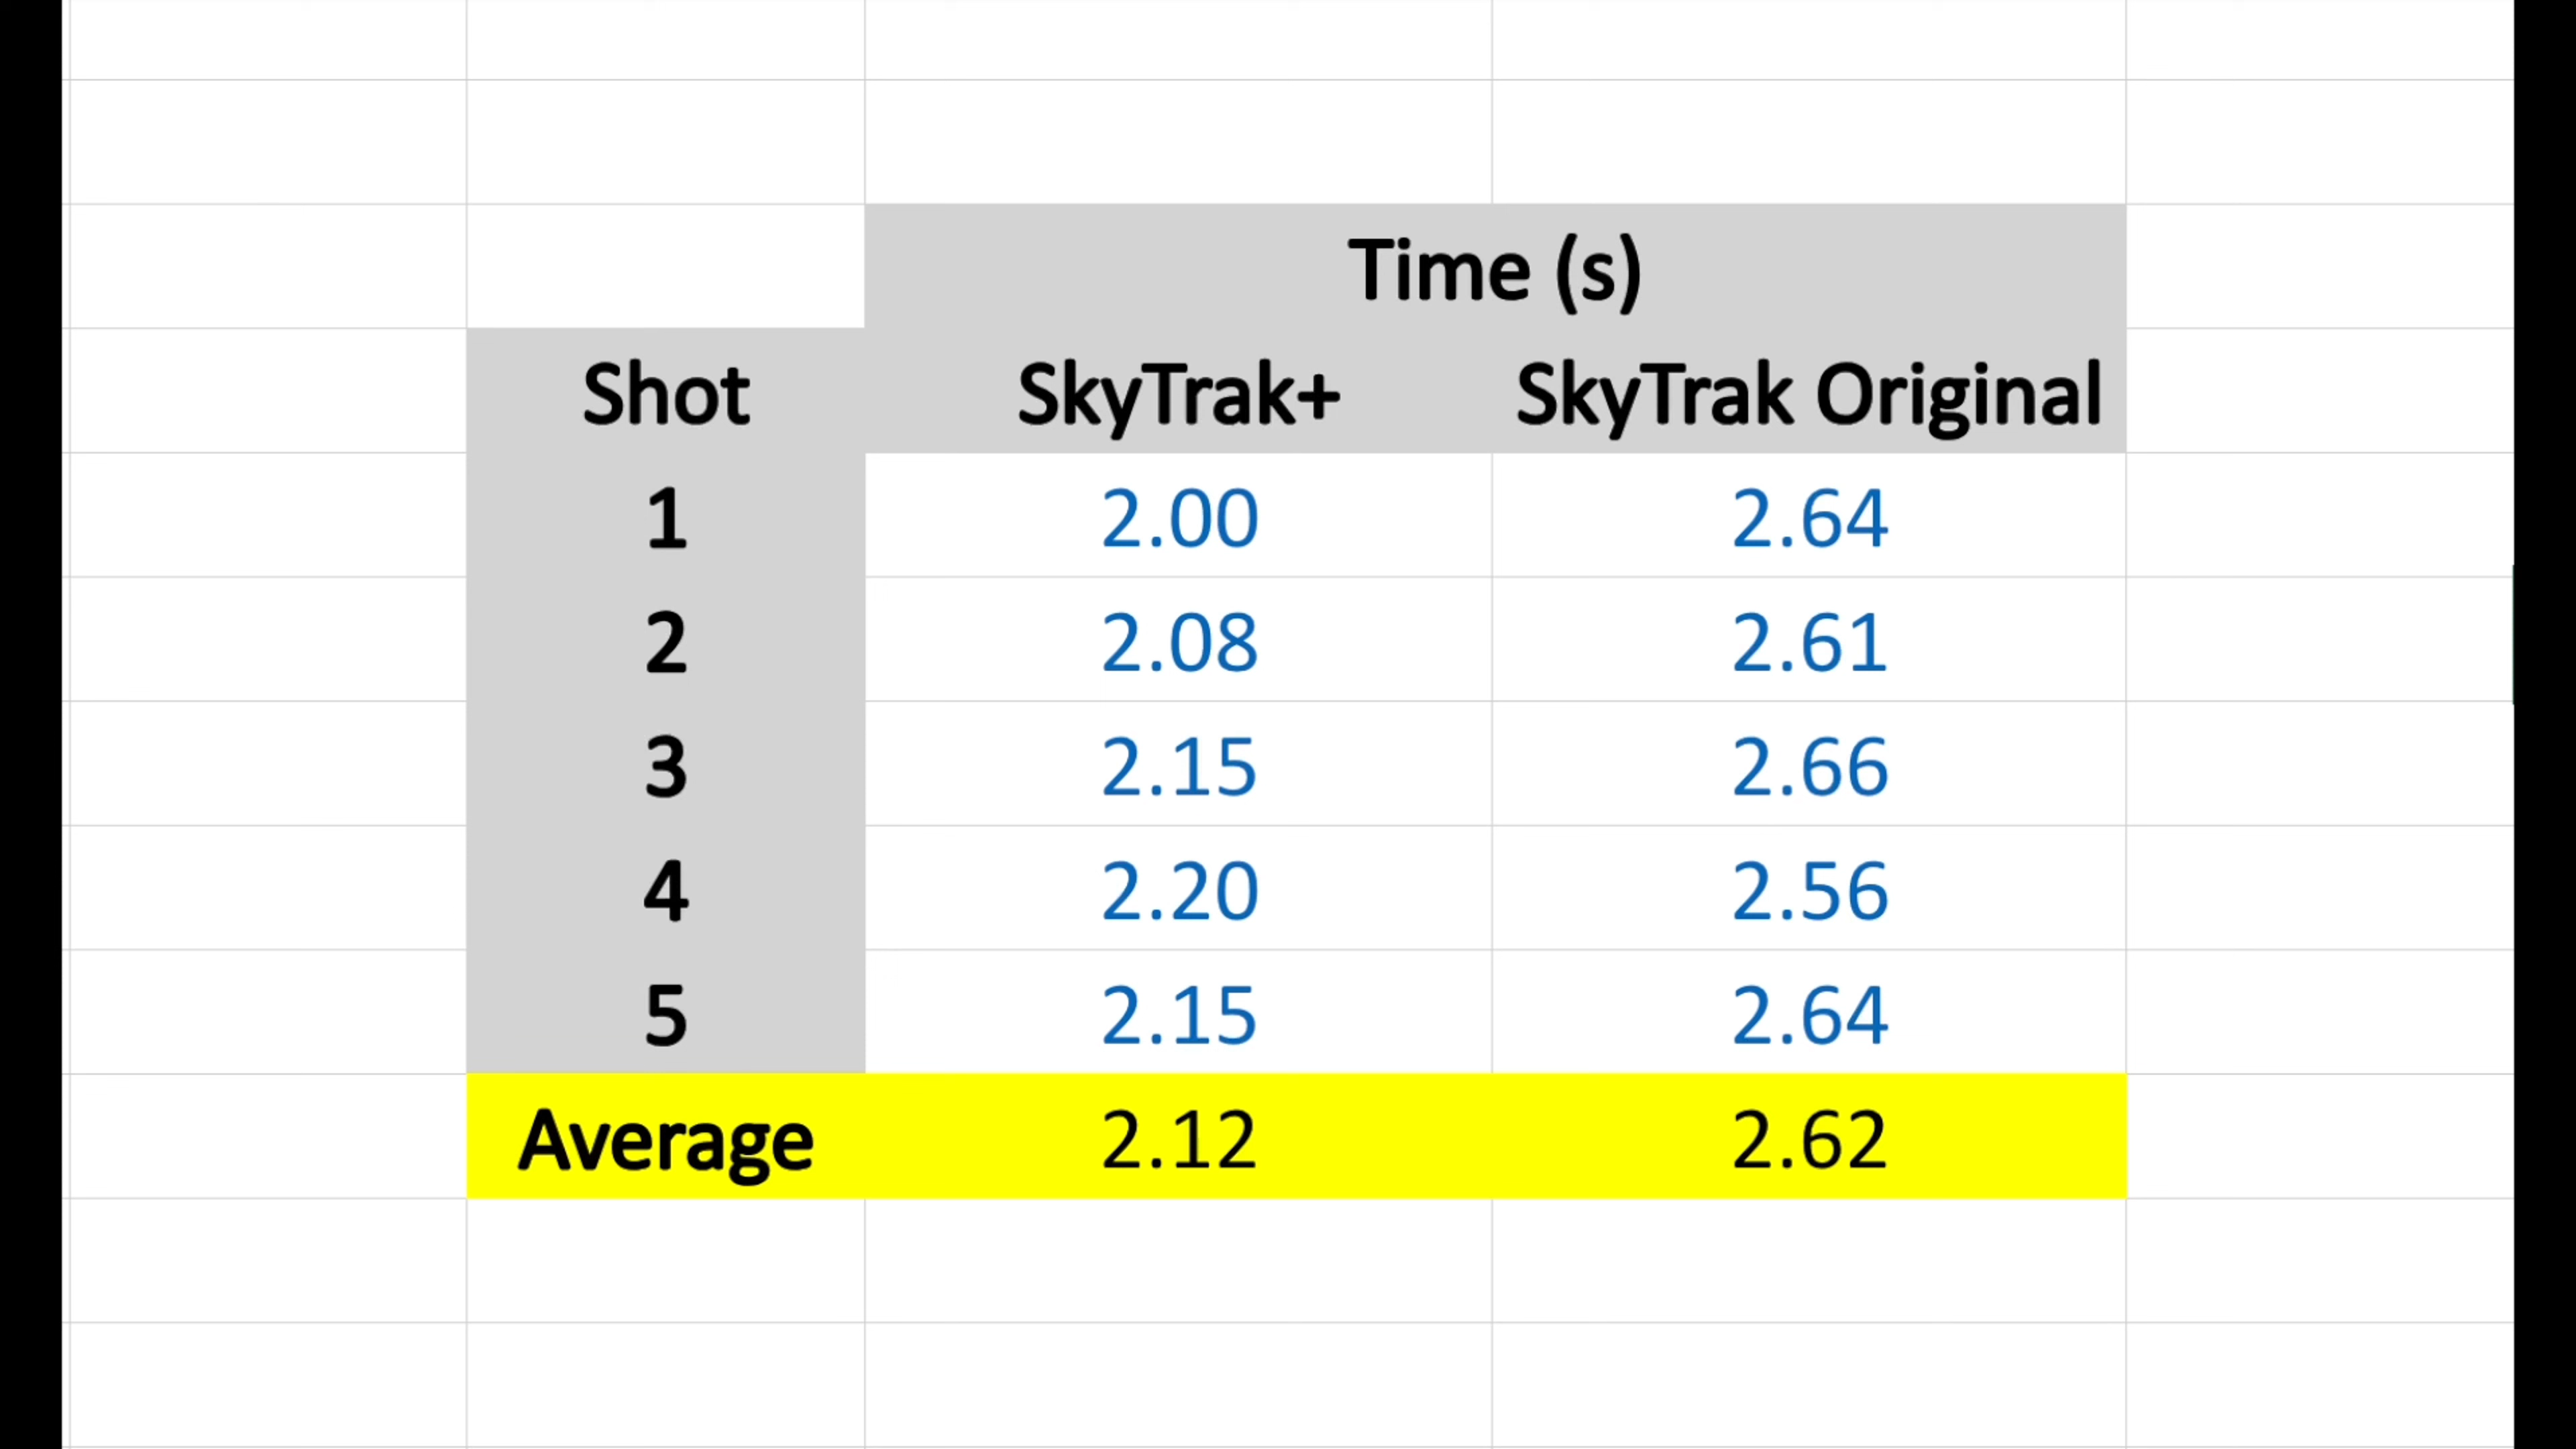 Time (s)
Shot SkyTrak+ SkyTrak Original
1 2.00 2.64
2 2.08 2.61
3 2.15 2.66
4 2.20 2.56
5 2.15 2.64
Average 2.12 2.62